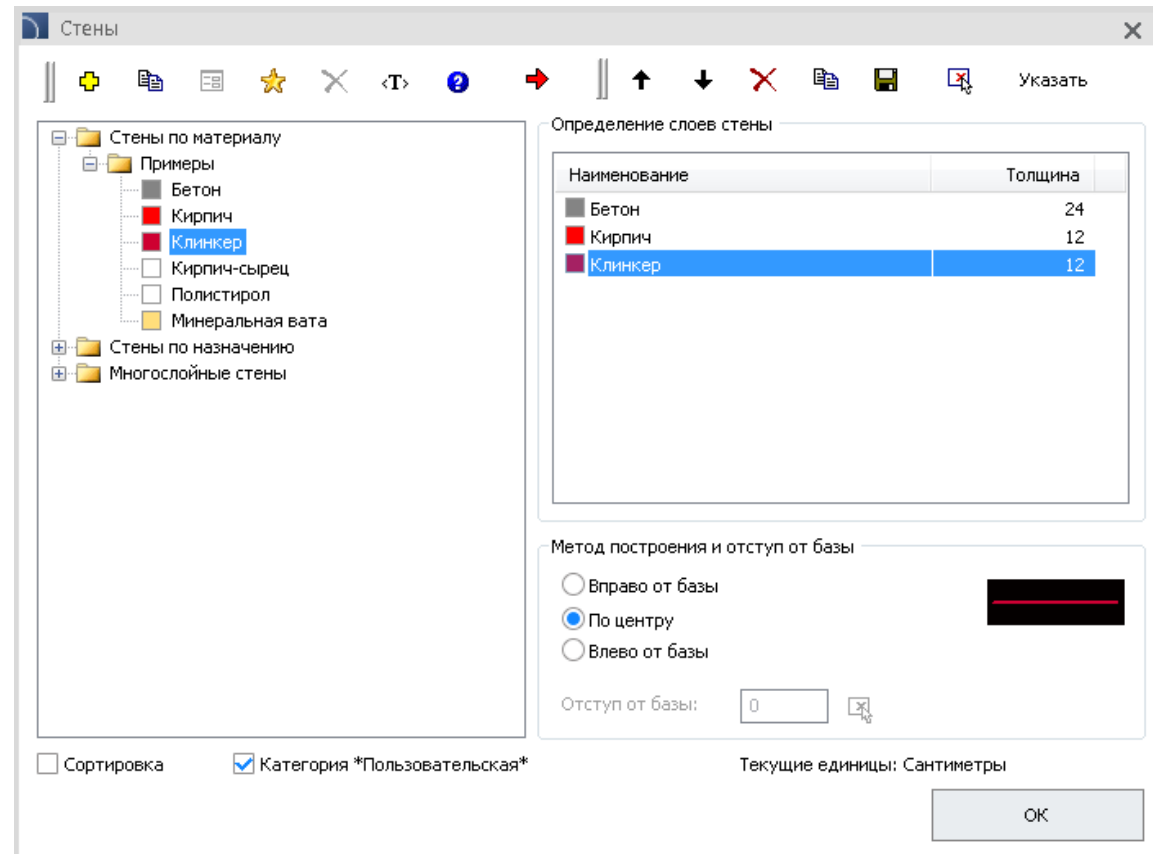 Стены
<T>
?
Указать
Стены по материалу
Примеры
Бетон
Кирпич
Клинкер
Кирпич-сырец
Полистирол
Минеральная вата
Стены по назначению
Многослойные стены
Определение слоев стены
Наименование Толщина
Бетон 24
Кирпич 12
Клинкер 12
Метод построения и отступ от базы
Вправо от базы
По центру
Влево от базы
Отступ от базы: 0
Сортировка Категория *Пользовательская* Текущие единицы: Сантиметры
ОК